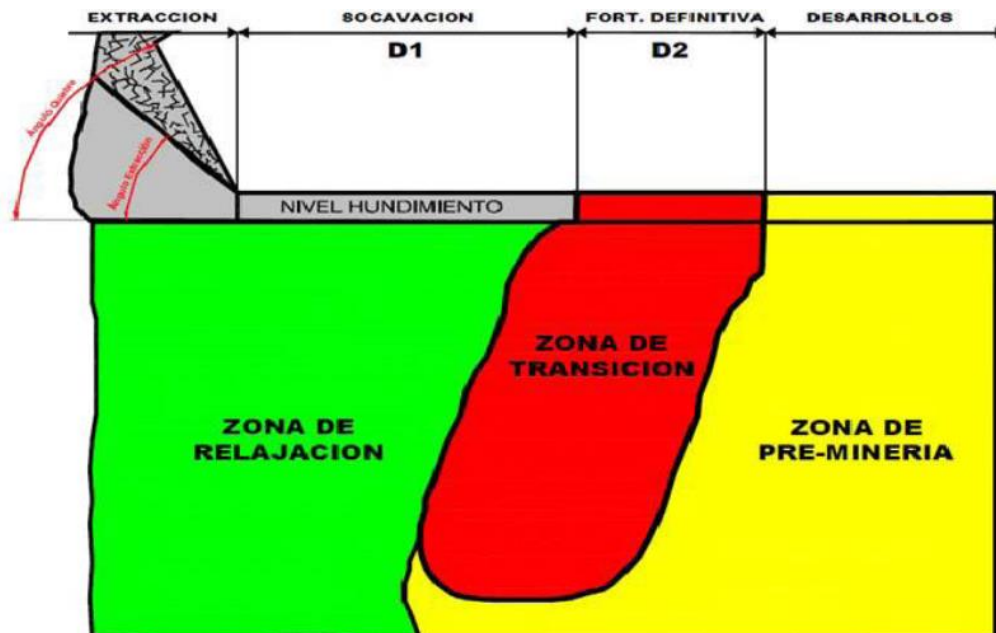 EXTRACCION SOCAVACION FORT. DEFINITIVA DESARROLLOS
D1 D2
Ángulo Quiebre
Ángulo Extracción
NIVEL HUNDIMIENTO
ZONA DE
TRANSICION
ZONA DE
RELAJACION
ZONA DE
PRE-MINERIA